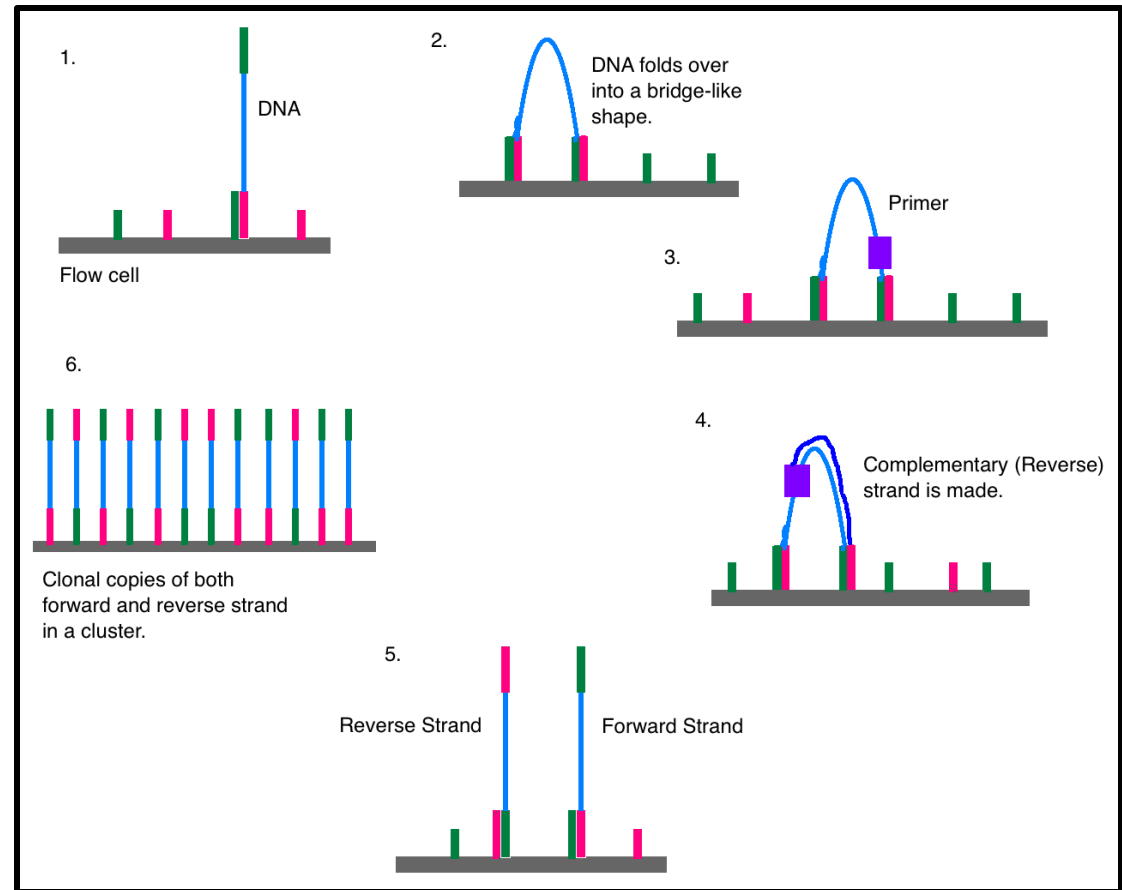 1.
DNA
Flow cell
2.
DNA folds over
into a bridge-like
shape.
3.
Primer
4.
Complementary (Reverse)
strand is made.
5.
Reverse Strand
Forward Strand
6.
Clonal copies of both
forward and reverse strand
in a cluster.